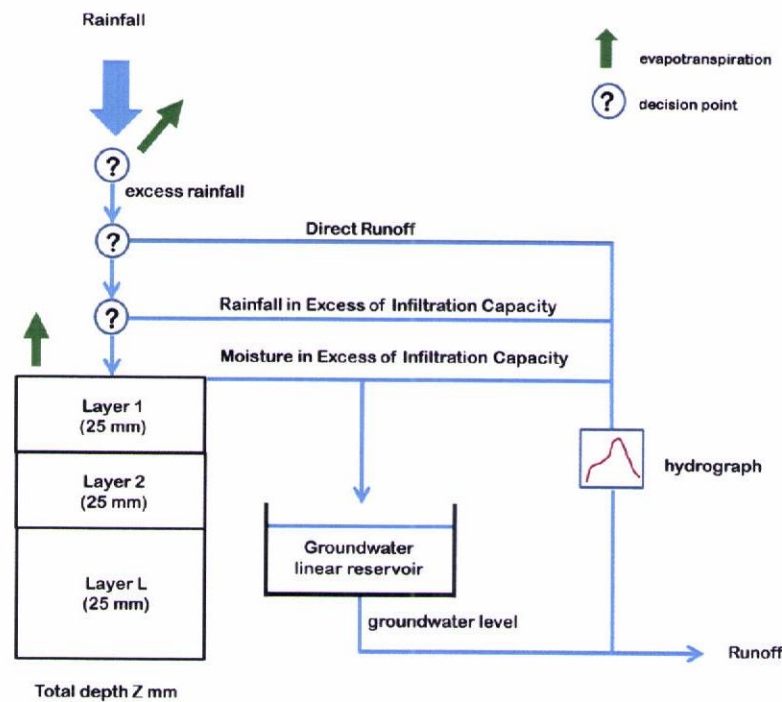 Rainfall
evapotranspiration
?
decision point
?
excess rainfall
?
Direct Runoff
?
Rainfall in Excess of Infiltration Capacity
Moisture in Excess of Infiltration Capacity
Layer 1
(25 mm)
Layer 2
(25 mm)
Layer L
(25 mm)
hydrograph
Groundwater
linear reservoir
groundwater level
Runoff
Total depth Z mm